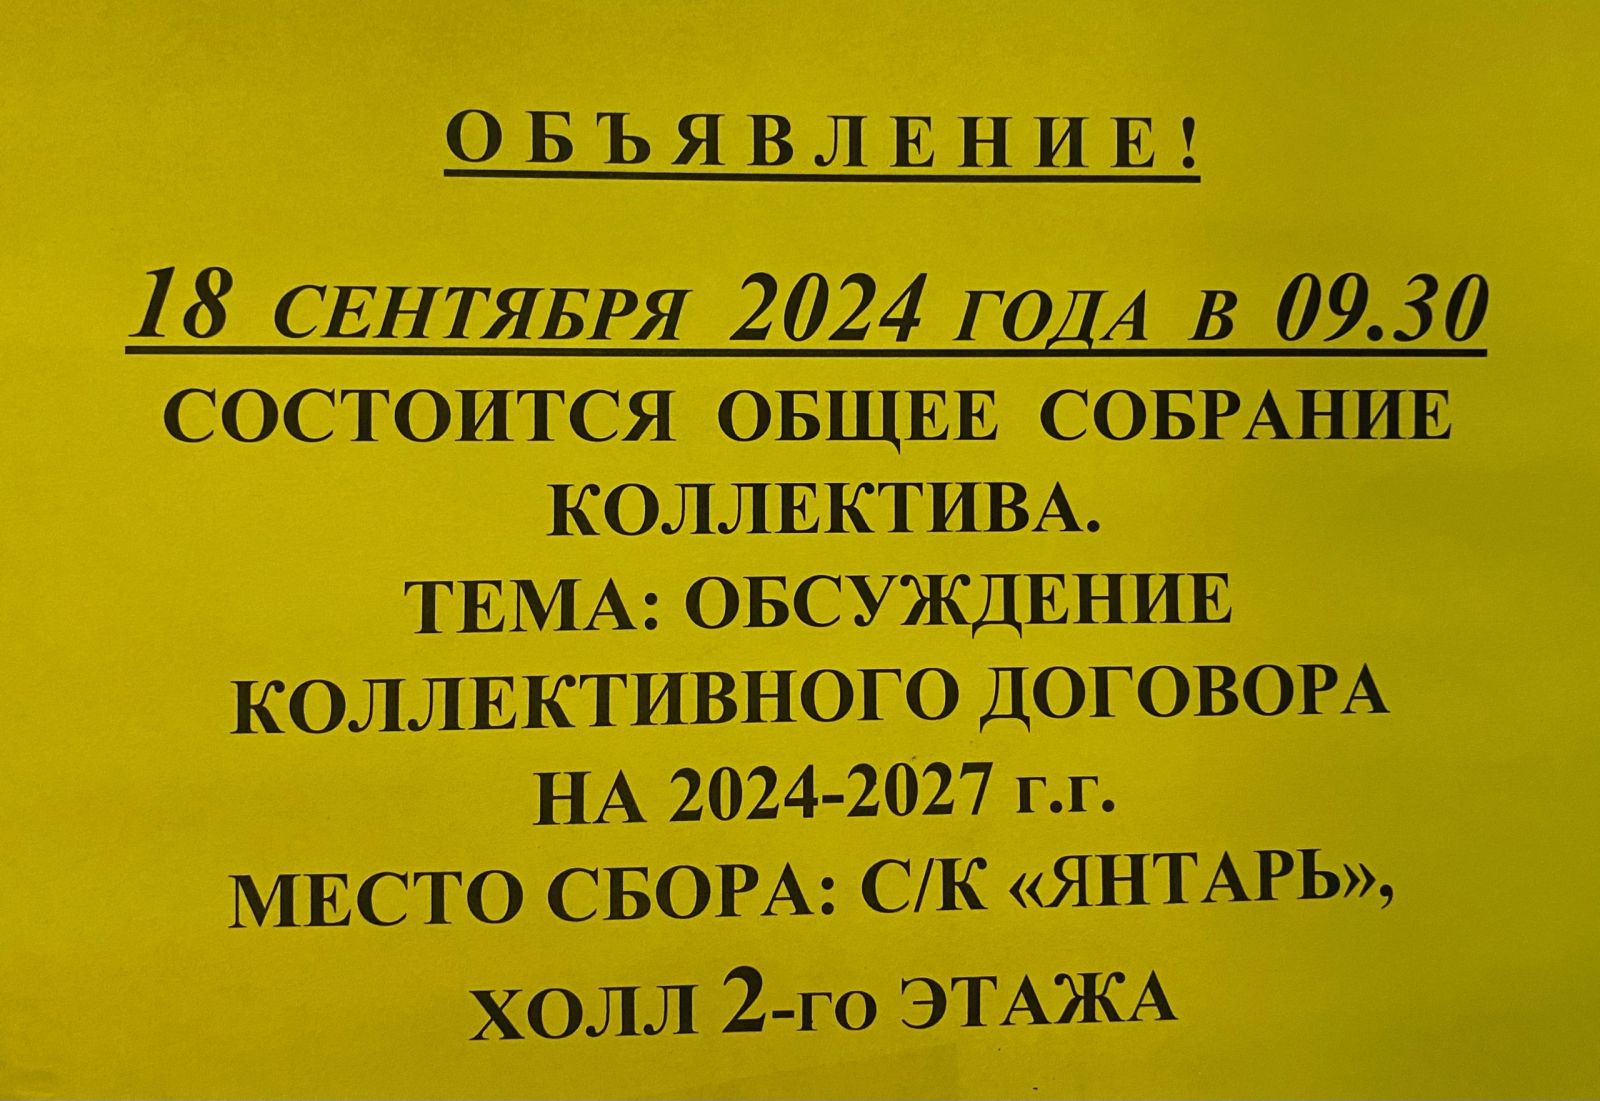 ОБЪЯВЛЕНИЕ!
18 СЕНТЯБРЯ 2024 ГОДА В 09.30
СОСТОИТСЯ ОБЩЕЕ СОБРАНИЕ
КОЛЛЕКТИВА.
ТЕМА: ОБСУЖДЕНИЕ
КОЛЛЕКТИВНОГО ДОГОВОРА
НА 2024-2027 г.г.
МЕСТО СБОРА: С/К «ЯНТАРЬ»,
ХОЛЛ 2-го ЭТАЖА